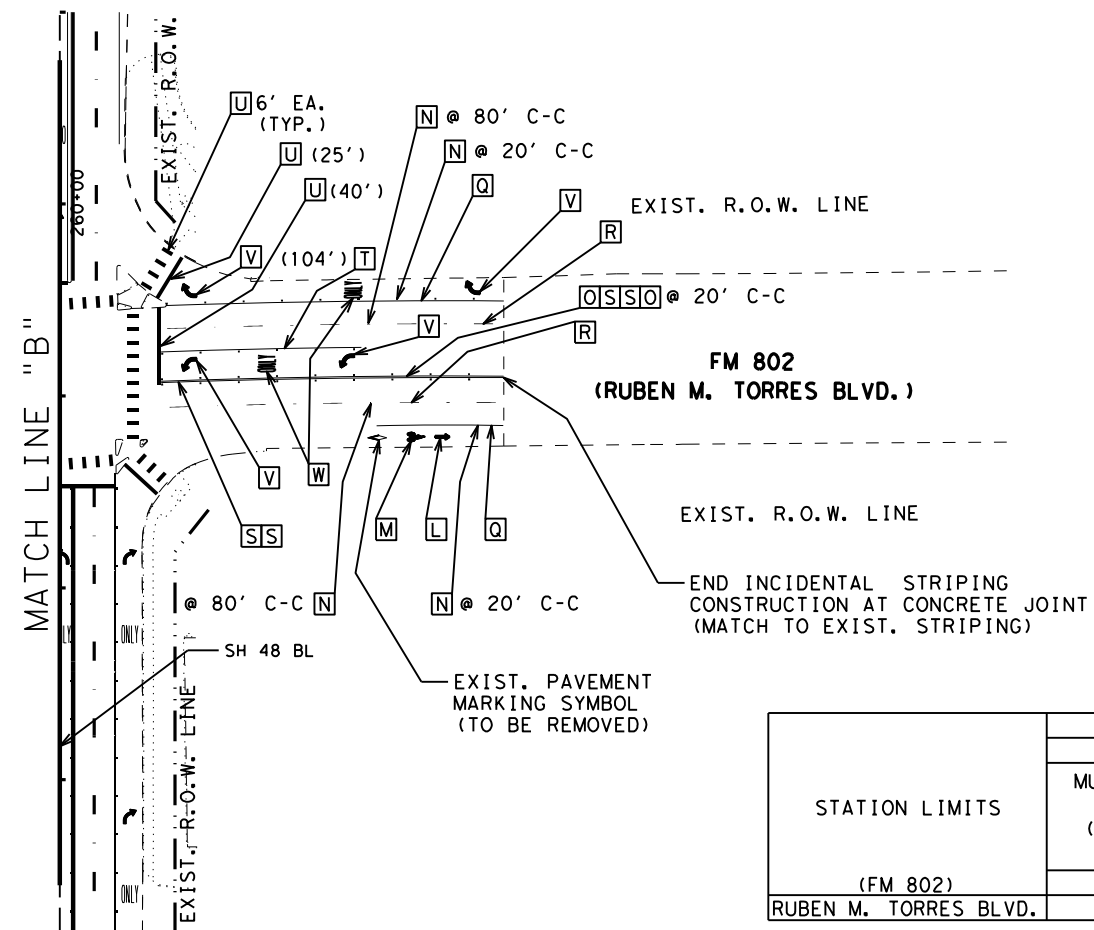 EXIST. R.O.W.
U 6' EA.
(TYP.)
U (25')
U (40')
N @ 80' C-C
N @ 20' C-C
Q
V
EXIST. R.O.W. LINE
R
260+00
V
(104') T
ONLY
O S S O @ 20' C-C
V
R
ONLY
FM 802
(RUBEN M. TORRES BLVD.)
MATCH LINE "B"
V
W
S S
M
L
Q
EXIST. R.O.W. LINE
@ 80' C-C N
N @ 20' C-C
END INCIDENTAL STRIPING
CONSTRUCTION AT CONCRETE JOINT
(MATCH TO EXIST. STRIPING)
ONLY
SH 48 BL
EXIST. PAVEMENT
MARKING SYMBOL
(TO BE REMOVED)
EXIST. R.O.W. LINE
ONLY
STATION LIMITS
(FM 802)
RUBEN M. TORRES BLVD.
MU
(